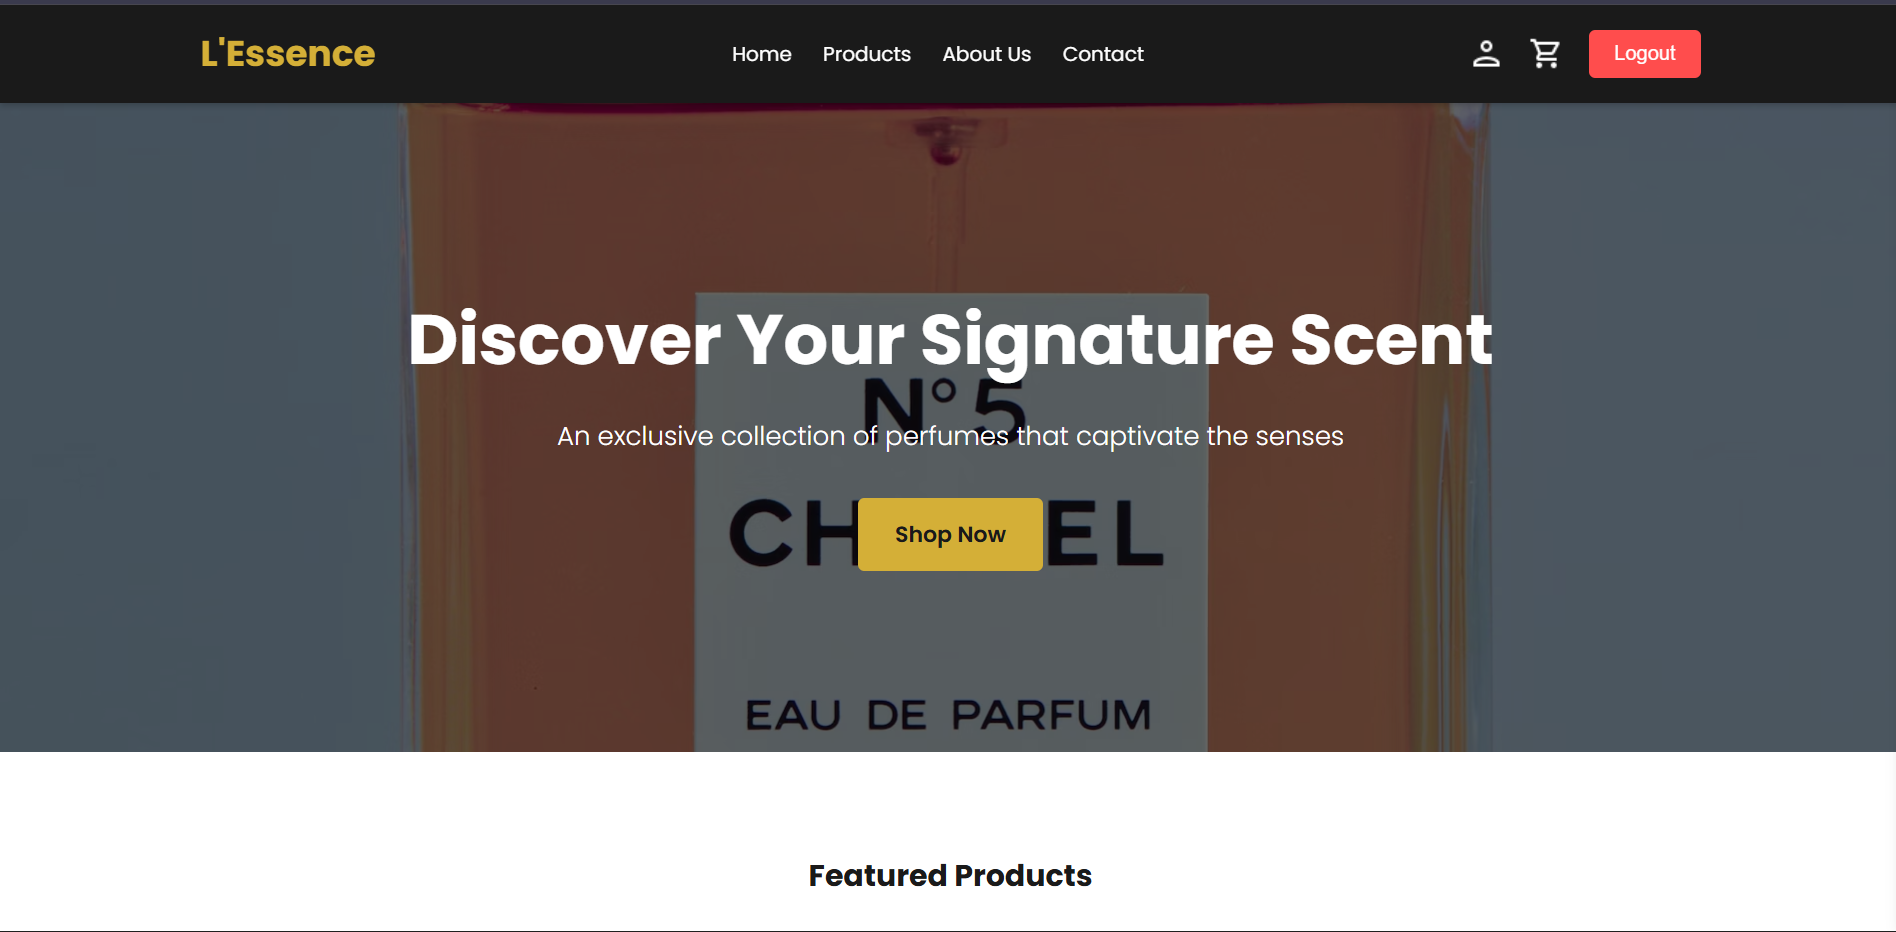 L'Essence
Home Products About Us Contact
Logout
Discover Your Signature Scent
N°5
An exclusive collection of perfumes that captivate the senses
CH EL
Shop Now
EAU DE PARFUM
Featured Products